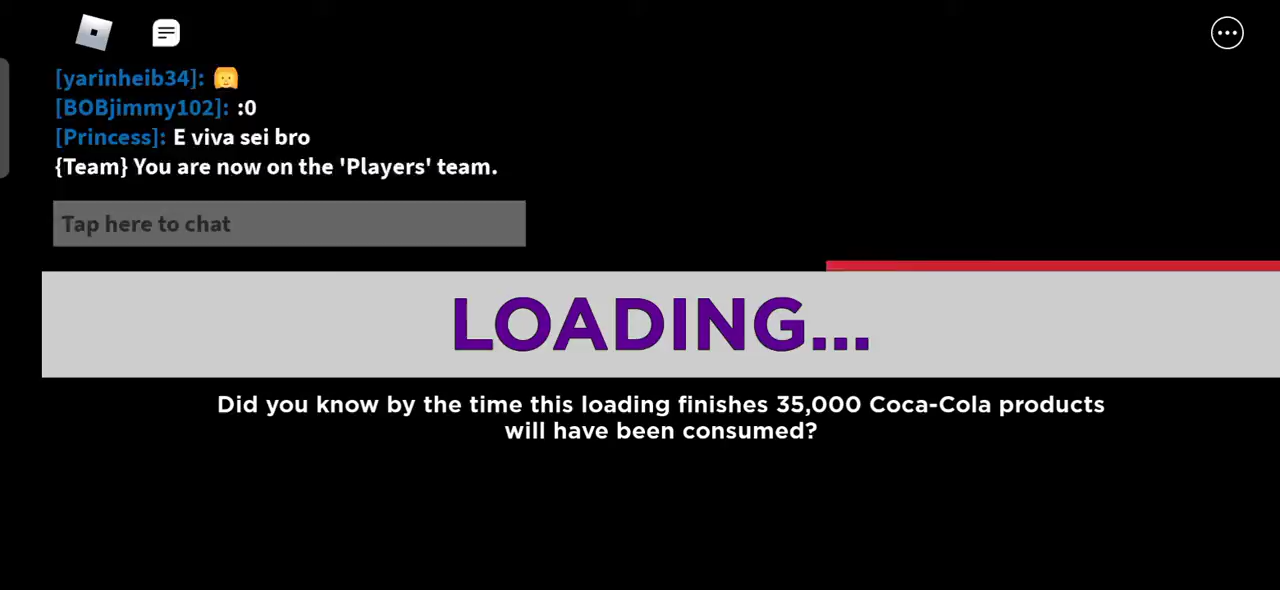 [yarinheib34]: 👩
[BOBjimmy102]: :0
[Princess]: E viva sei bro
{Team} You are now on the 'Players' team.
Tap here to chat
LOADING...
Did you know by the time this loading finishes 35,000 Coca-Cola products
will have been consumed?